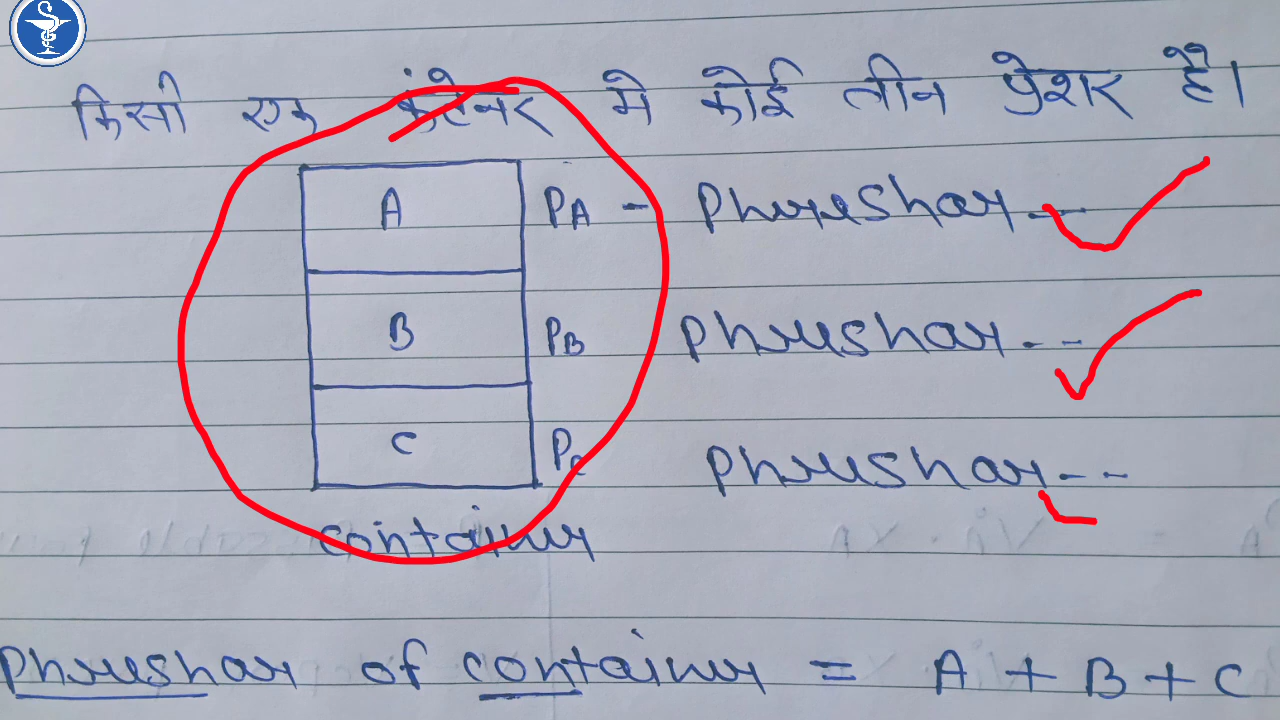 किसी एक कंटेनर मे कोई तीन प्रेशर है।
A PA - Phrushar --
B PB Phrushar --
C PC Phrushar --
container
Phrushar of container = A + B + C